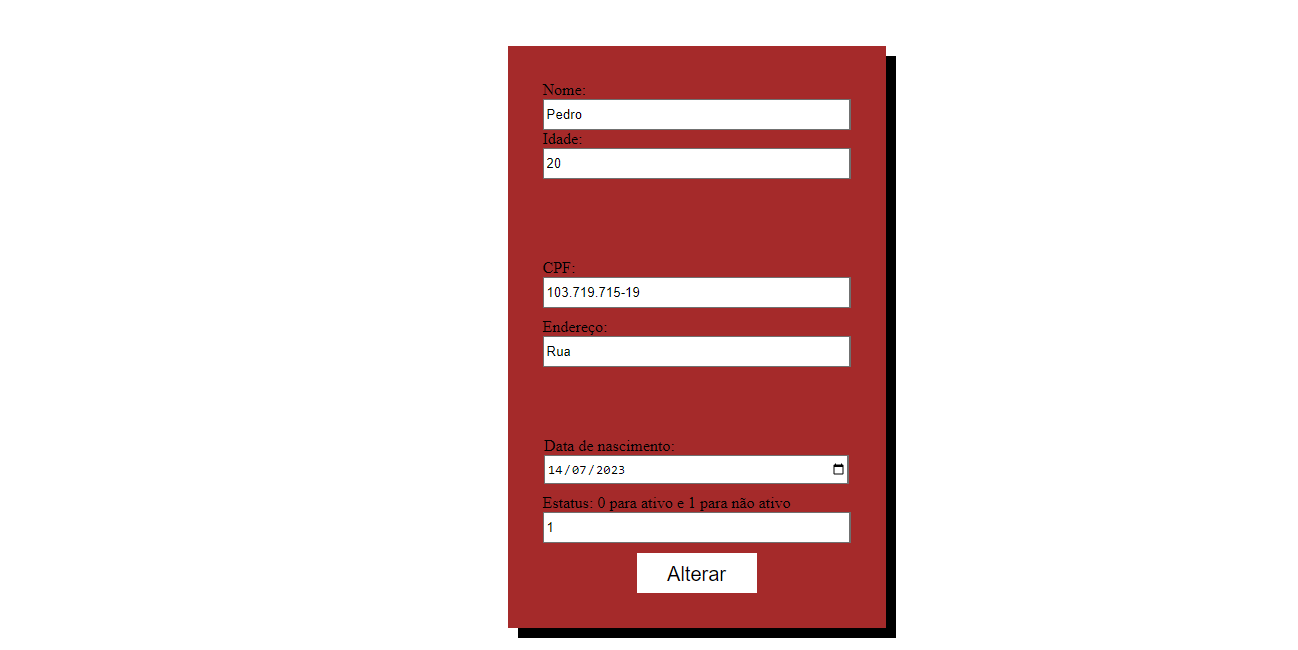 Nome:
Pedro
Idade:
20
CPF:
103.719.715-19
Endereço:
Rua
Data de nascimento:
14/07/2023
Estatus: 0 para ativo e 1 para não ativo
1
Alterar